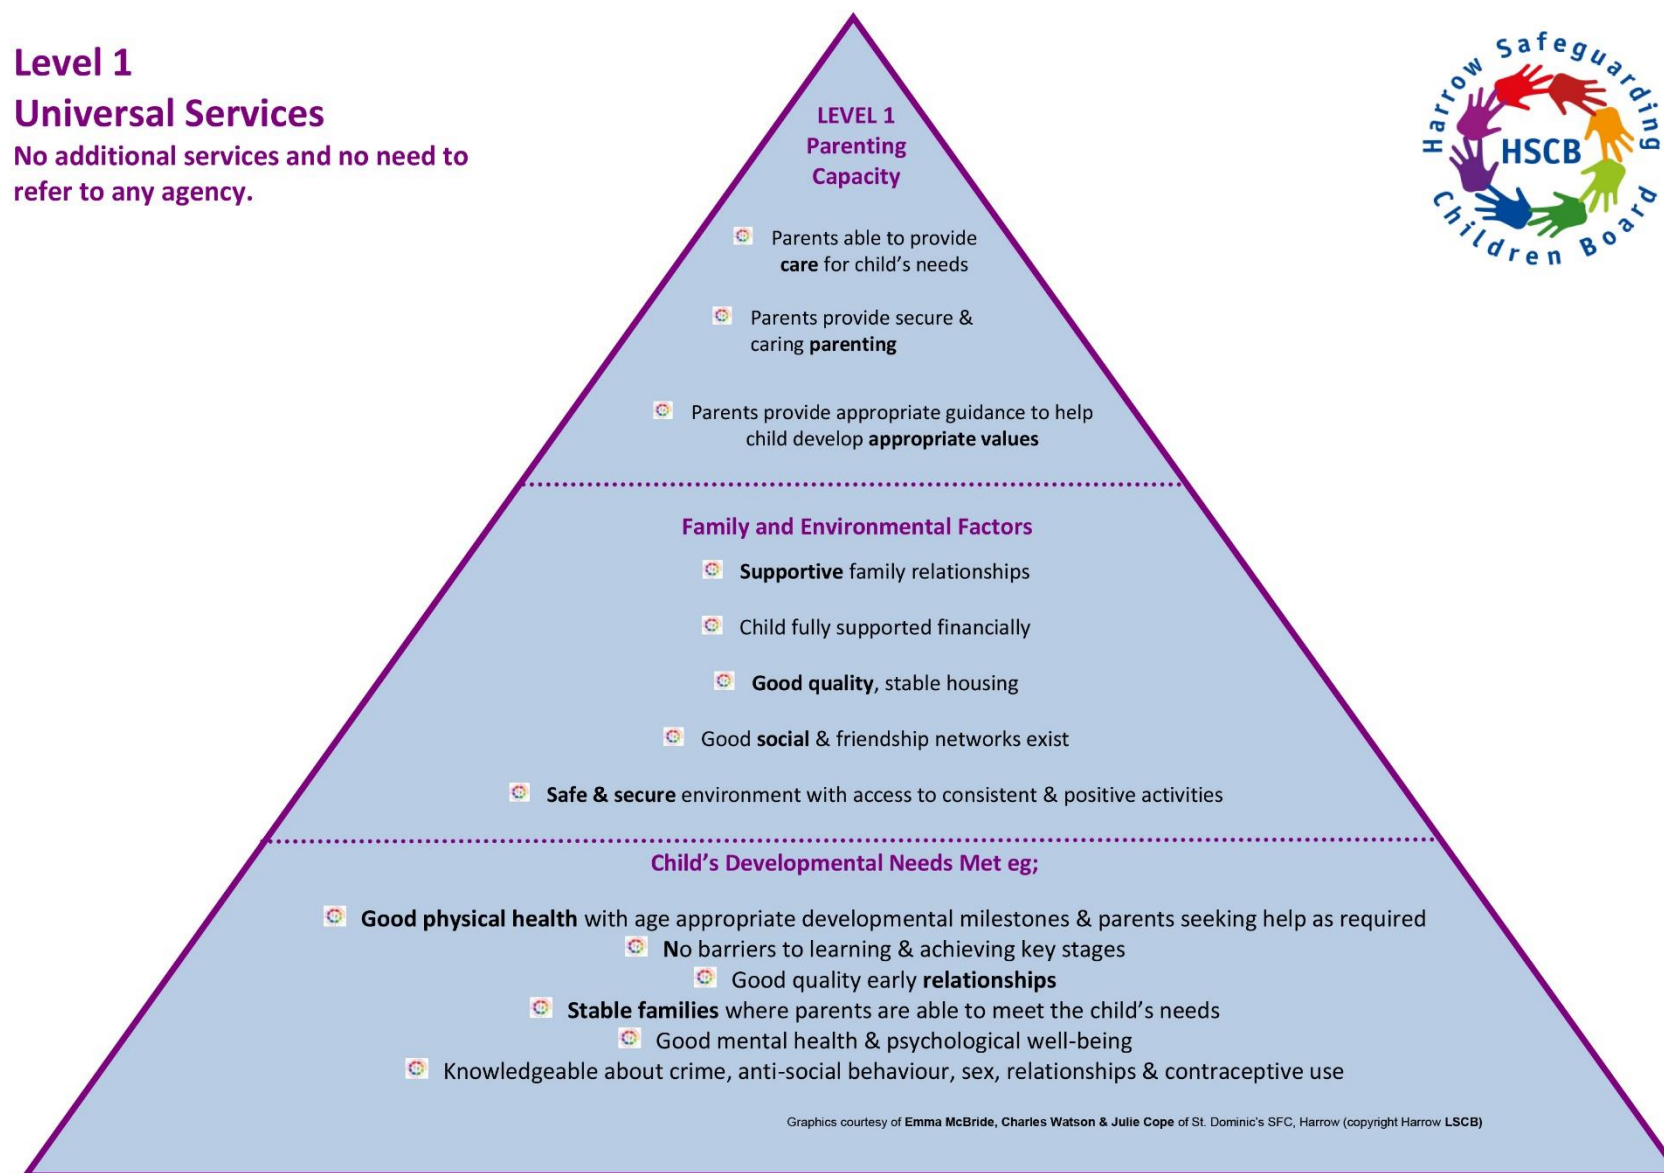 Level 1
Universal Services
No additional services and no need to
refer to any agency.
Harrow Safeguarding
Children Board
HSCB
LEVEL 1
Parenting
Capacity
Parents able to provide
care for child's needs
Parents provide secure &
caring parenting
Parents provide appropriate guidance to help
child develop appropriate values
Family and Environmental Factors
Supportive family relationships
Child fully supported financially
Good quality, stable housing
Good social & friendship networks exist
Safe & secure environment with access to consistent & positive activities
Child's Developmental Needs Met eg;
Good physical health with age appropriate developmental milestones & parents seeking help as required
No barriers to learning & achieving key stages
Good quality early relationships
Stable families where parents are able to meet the child's needs
Good mental health & psychological well-being
Knowledgeable about crime, anti-social behaviour, sex, relationships & contraceptive use
Graphics courtesy of Emma McBride, Charles Watson & Julie Cope of St. Dominic's SFC, Harrow (copyright Harrow LSCB)